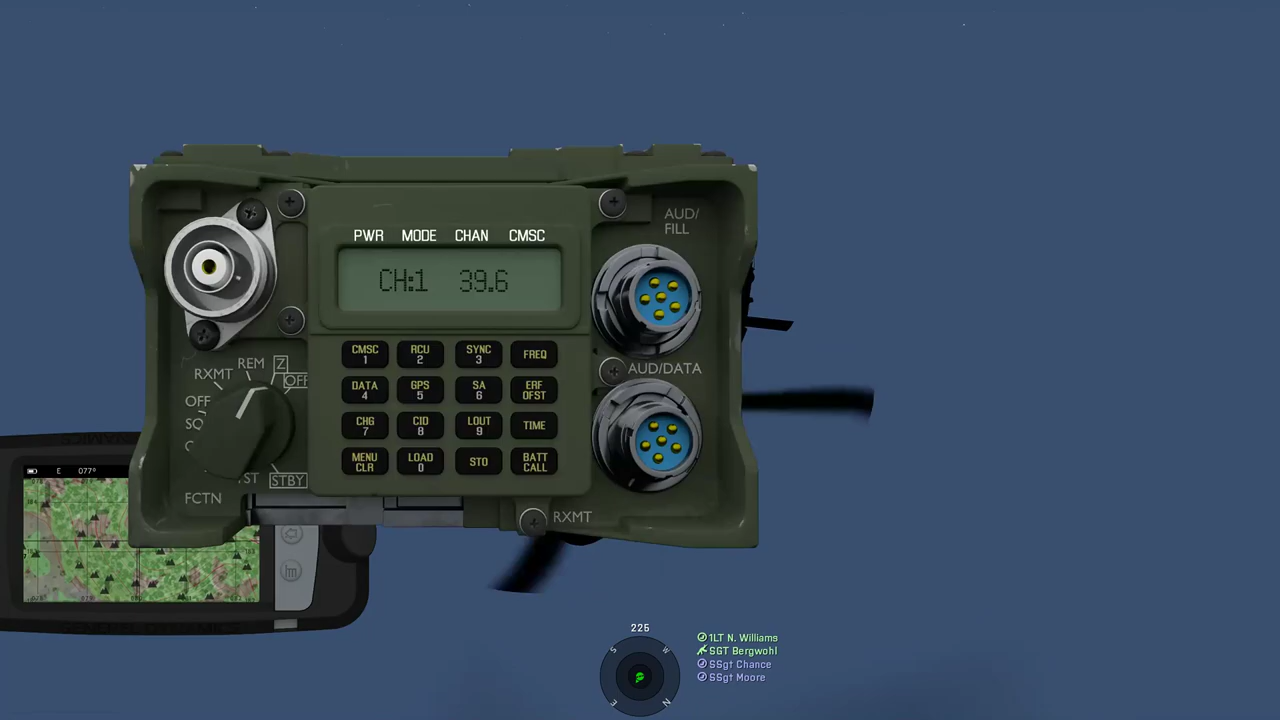 AUD/
FILL
PWR MODE CHAN CMSC
CH:1 39.6
CMSC
1
RCU
2
SYNC
3
FREQ
DATA
4
GPS
5
SA
6
ERF
OFST
CHG
7
CID
8
LOUT
9
TIME
MENU
CLR
LOAD
0
STO
BATT
CALL
AUD/DATA
REM
Z
RXMT
OFF
OFF
STBY
FCTN
RXMT
E 077°
225
S W
E N
1LT N. Williams
SGT Bergwohl
SSgt Chance
SSgt Moore